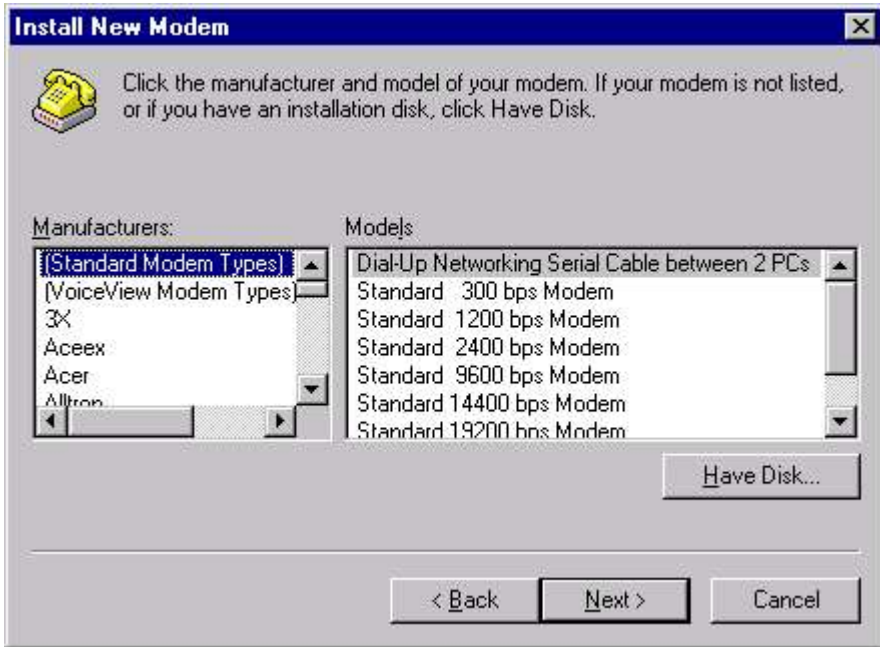 Install New Modem
Click the manufacturer and model of your modem. If your modem is not listed,
or if you have an installation disk, click Have Disk.
Manufacturers:
(Standard Modem Types)
(VoiceView Modem Types)
3X
Aceex
Acer
Alltron
Models
Dial-Up Networking Serial Cable between 2 PCs
Standard   300 bps Modem
Standard  1200 bps Modem
Standard  2400 bps Modem
Standard  9600 bps Modem
Standard 14400 bps Modem
Standard 19200 bps Modem
Have Disk...
< Back
Next >
Cancel